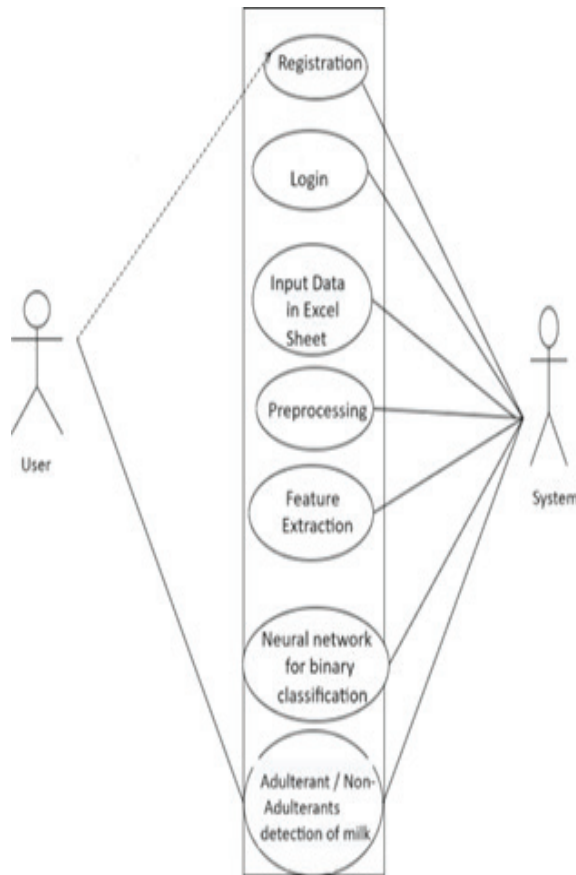 Registration
Login
Input Data
in Excel
Sheet
Preprocessing
Feature
Extraction
Neural network
for binary
classification
Adulterant / Non-
Adulterants
detection of milk
User
System